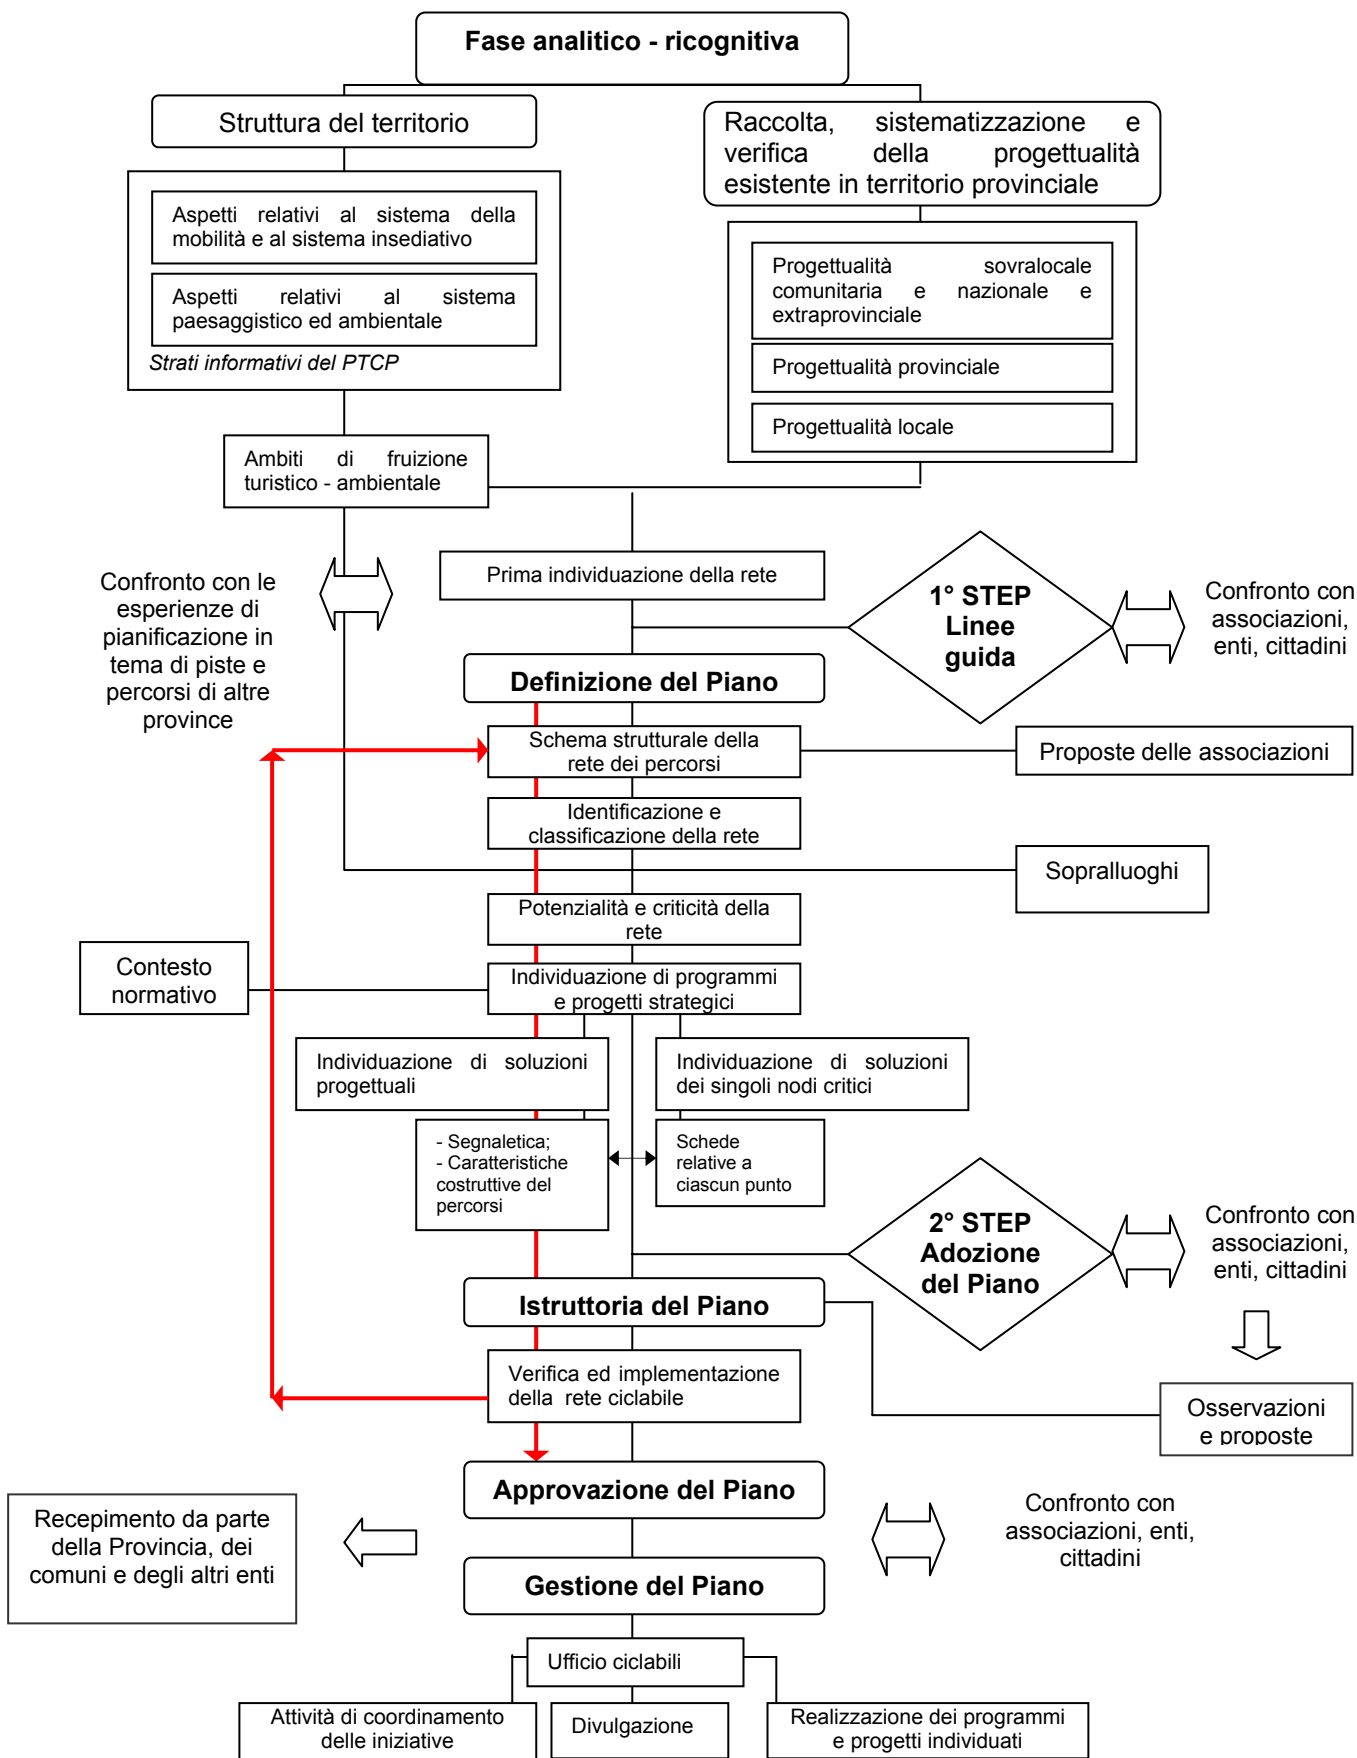 Fase analitico - ricognitiva
Struttura del territorio
Raccolta, sistematizzazione e
verifica della progettualità
esistente in territorio provinciale
Aspetti relativi al sistema della
mobilità e al sistema insediativo
Aspetti relativi al sistema
paesaggistico ed ambientale
Strati informativi del PTCP
Progettualità sovralocale
comunitaria e nazionale e
extraprovinciale
Progettualità provinciale
Progettualità locale
Ambiti di fruizione
turistico - ambientale
Prima individuazione della rete
Confronto con le
esperienze di
pianificazione in
tema di piste e
percorsi di altre
province
1° STEP
Linee
guida
Confronto con
associazioni,
enti, cittadini
Definizione del Piano
Schema strutturale della
rete dei percorsi
Proposte delle associazioni
Identificazione e
classificazione della rete
Sopralluoghi
Potenzialità e criticità della
rete
Contesto
normativo
Individuazione di programmi
e progetti strategici
Individuazione di soluzioni
progettuali
Individuazione di soluzioni
dei singoli nodi critici
- Segnaletica;
- Caratteristiche
costruttive del
percorsi
Schede
relative a
ciascun punto
2° STEP
Adozione
del Piano
Confronto con
associazioni,
enti, cittadini
Istruttoria del Piano
Verifica ed implementazione
della rete ciclabile
Osservazioni
e proposte
Approvazione del Piano
Recepimento da parte
della Provincia, dei
comuni e degli altri enti
Confronto con
associazioni, enti,
cittadini
Gestione del Piano
Ufficio ciclabili
Attività di coordinamento
delle iniziative
Divulgazione
Realizzazione dei programmi
e progetti individuati